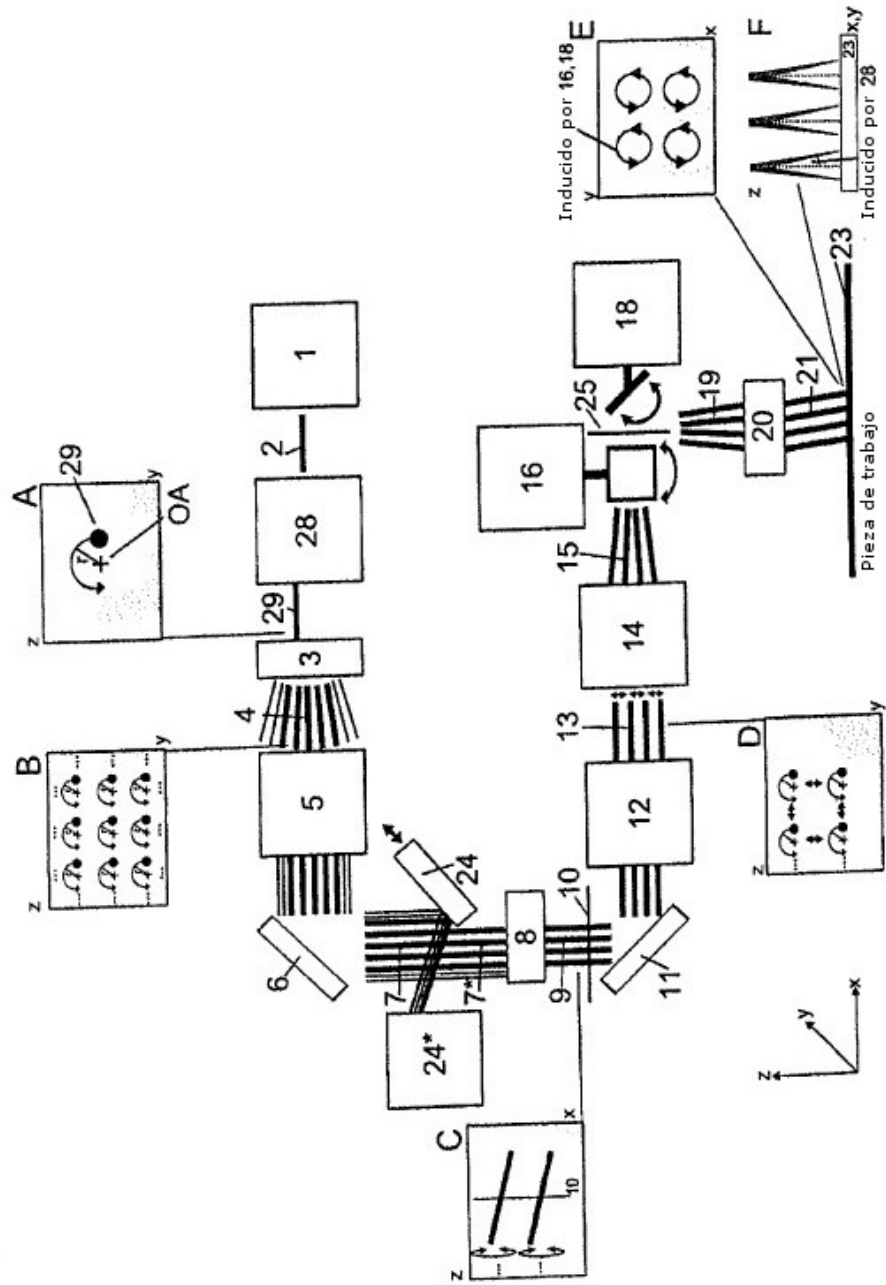 A
z
y
29
OA
r
B
z
y
1
2
28
29
3
4
5
6
24
7
7*
24*
8
9
10
11
C
z
x
10
12
13
D
z
y
14
15
16
18
25
19
20
21
23
Pieza de trabajo
E
y
x
Inducido por 16,18
F
z
23
x,y
Inducido por 28
z
y
x